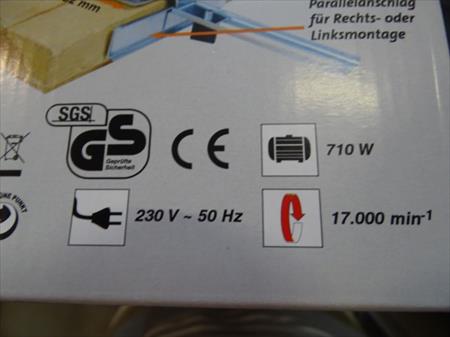 Parallelanschlag
für Rechts- oder
Linksmontage
SGS
GS
Geprüfte
Sicherheit
CE
710 W
230 V ~ 50 Hz
17.000 min-1